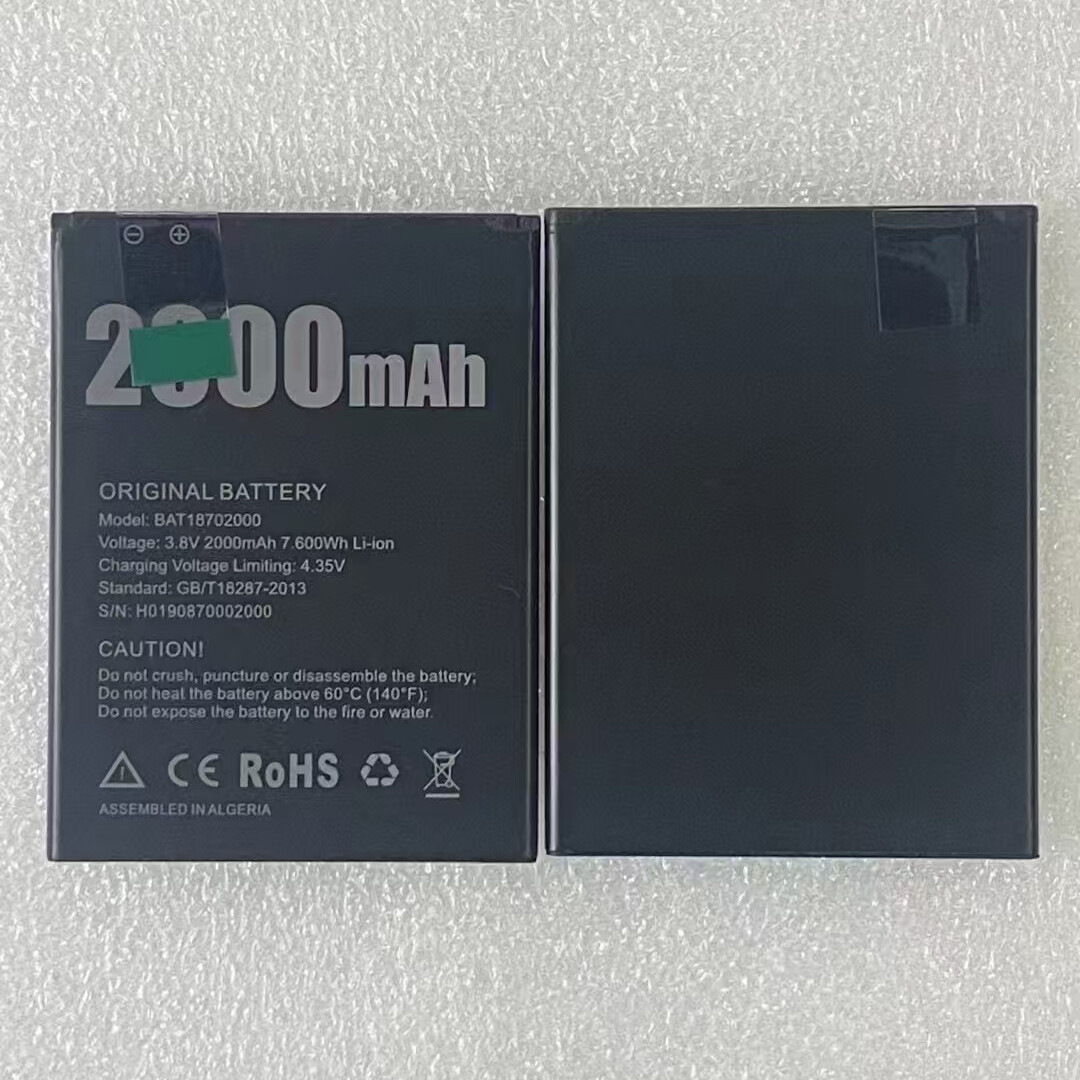 ⊖ ⊕
2000mAh
ORIGINAL BATTERY
Model: BAT18702000
Voltage: 3.8V 2000mAh 7.600Wh Li-ion
Charging Voltage Limiting: 4.35V
Standard: GB/T18287-2013
S/N: H0190870002000
CAUTION!
Do not crush, puncture or disassemble the battery;
Do not heat the battery above 60°C (140°F);
Do not expose the battery to the fire or water.
CE RoHS
ASSEMBLED IN ALGERIA